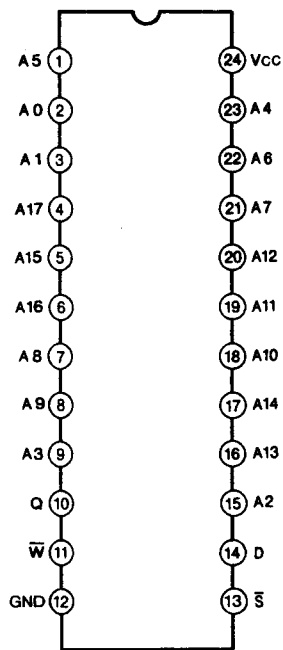 A5 1 24 VCC
A0 2 23 A4
A1 3 22 A6
A17 4 21 A7
A15 5 20 A12
A16 6 19 A11
A8 7 18 A10
A9 8 17 A14
A3 9 16 A13
Q 10 15 A2
W̅ 11 14 D
GND 12 13 S̅